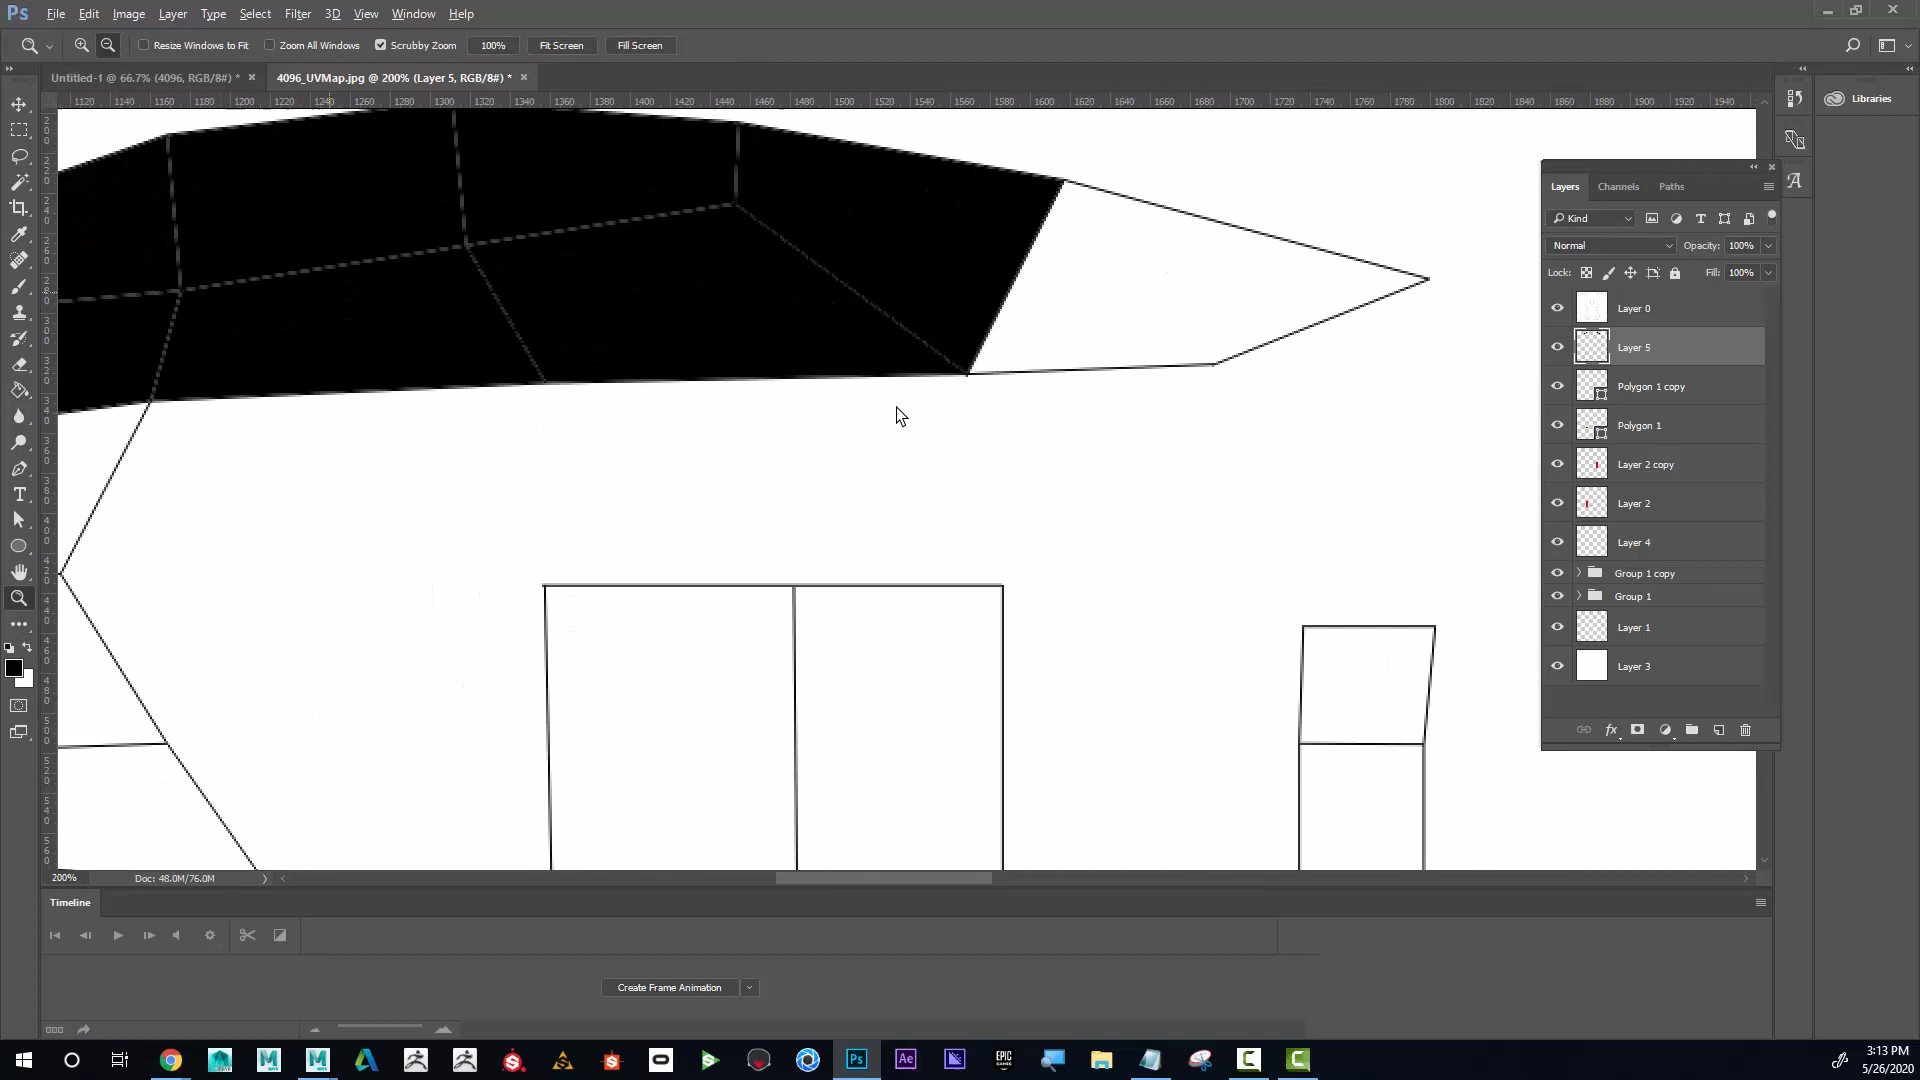 Ps File Edit Image Layer Type Select Filter 3D View Window Help
Resize Windows to Fit Zoom All Windows Scrubby Zoom 100% Fit Screen Fill Screen
Untitled-1 @ 66.7% (4096, RGB/8#) * × 4096_UVMap.jpg @ 200% (Layer 5, RGB/8#) * ×
1120 1140 1160 1180 1200 1220 1240 1260 1280 1300 1320 1340 1360 1380 1400 1420 1440 1460 1480 1500 1520 1540 1560 1580 1600 1620 1640 1660 1680 1700 1720 1740 1760 1780 1800 1820 1840 1860 1880 1900 1920 1940
Libraries
Layers Channels Paths
Kind
Normal Opacity: 100%
Lock: Fill: 100%
Layer 0
Layer 5
Polygon 1 copy
Polygon 1
Layer 2 copy
Layer 2
Layer 4
Group 1 copy
Group 1
Layer 1
Layer 3
fx
200% Doc: 48.0M/76.0M
Timeline
Create Frame Animation
Ps Ae EPIC GAMES
3:13 PM
5/26/2020